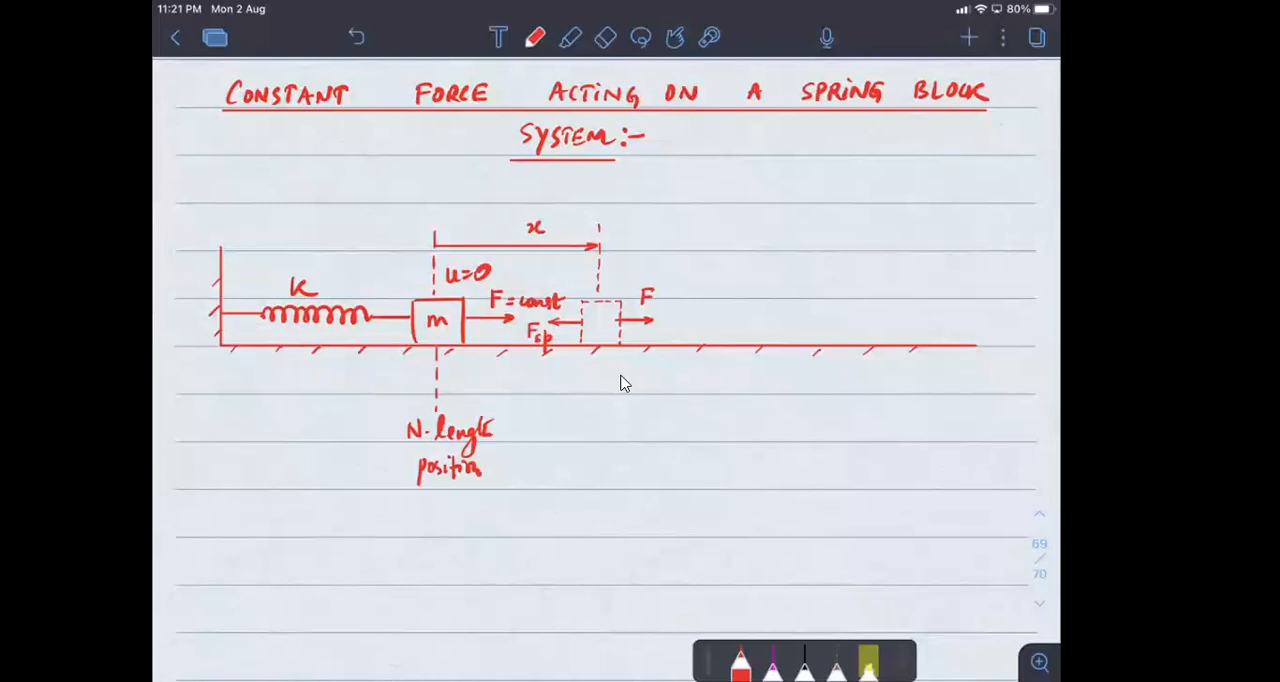 11:21 PM Mon 2 Aug
80%
T
CONSTANT FORCE ACTING ON A SPRING BLOCK
SYSTEM:-
x
u=0
K
F = const
F
m
Fsp
N.length
position
69
/
70